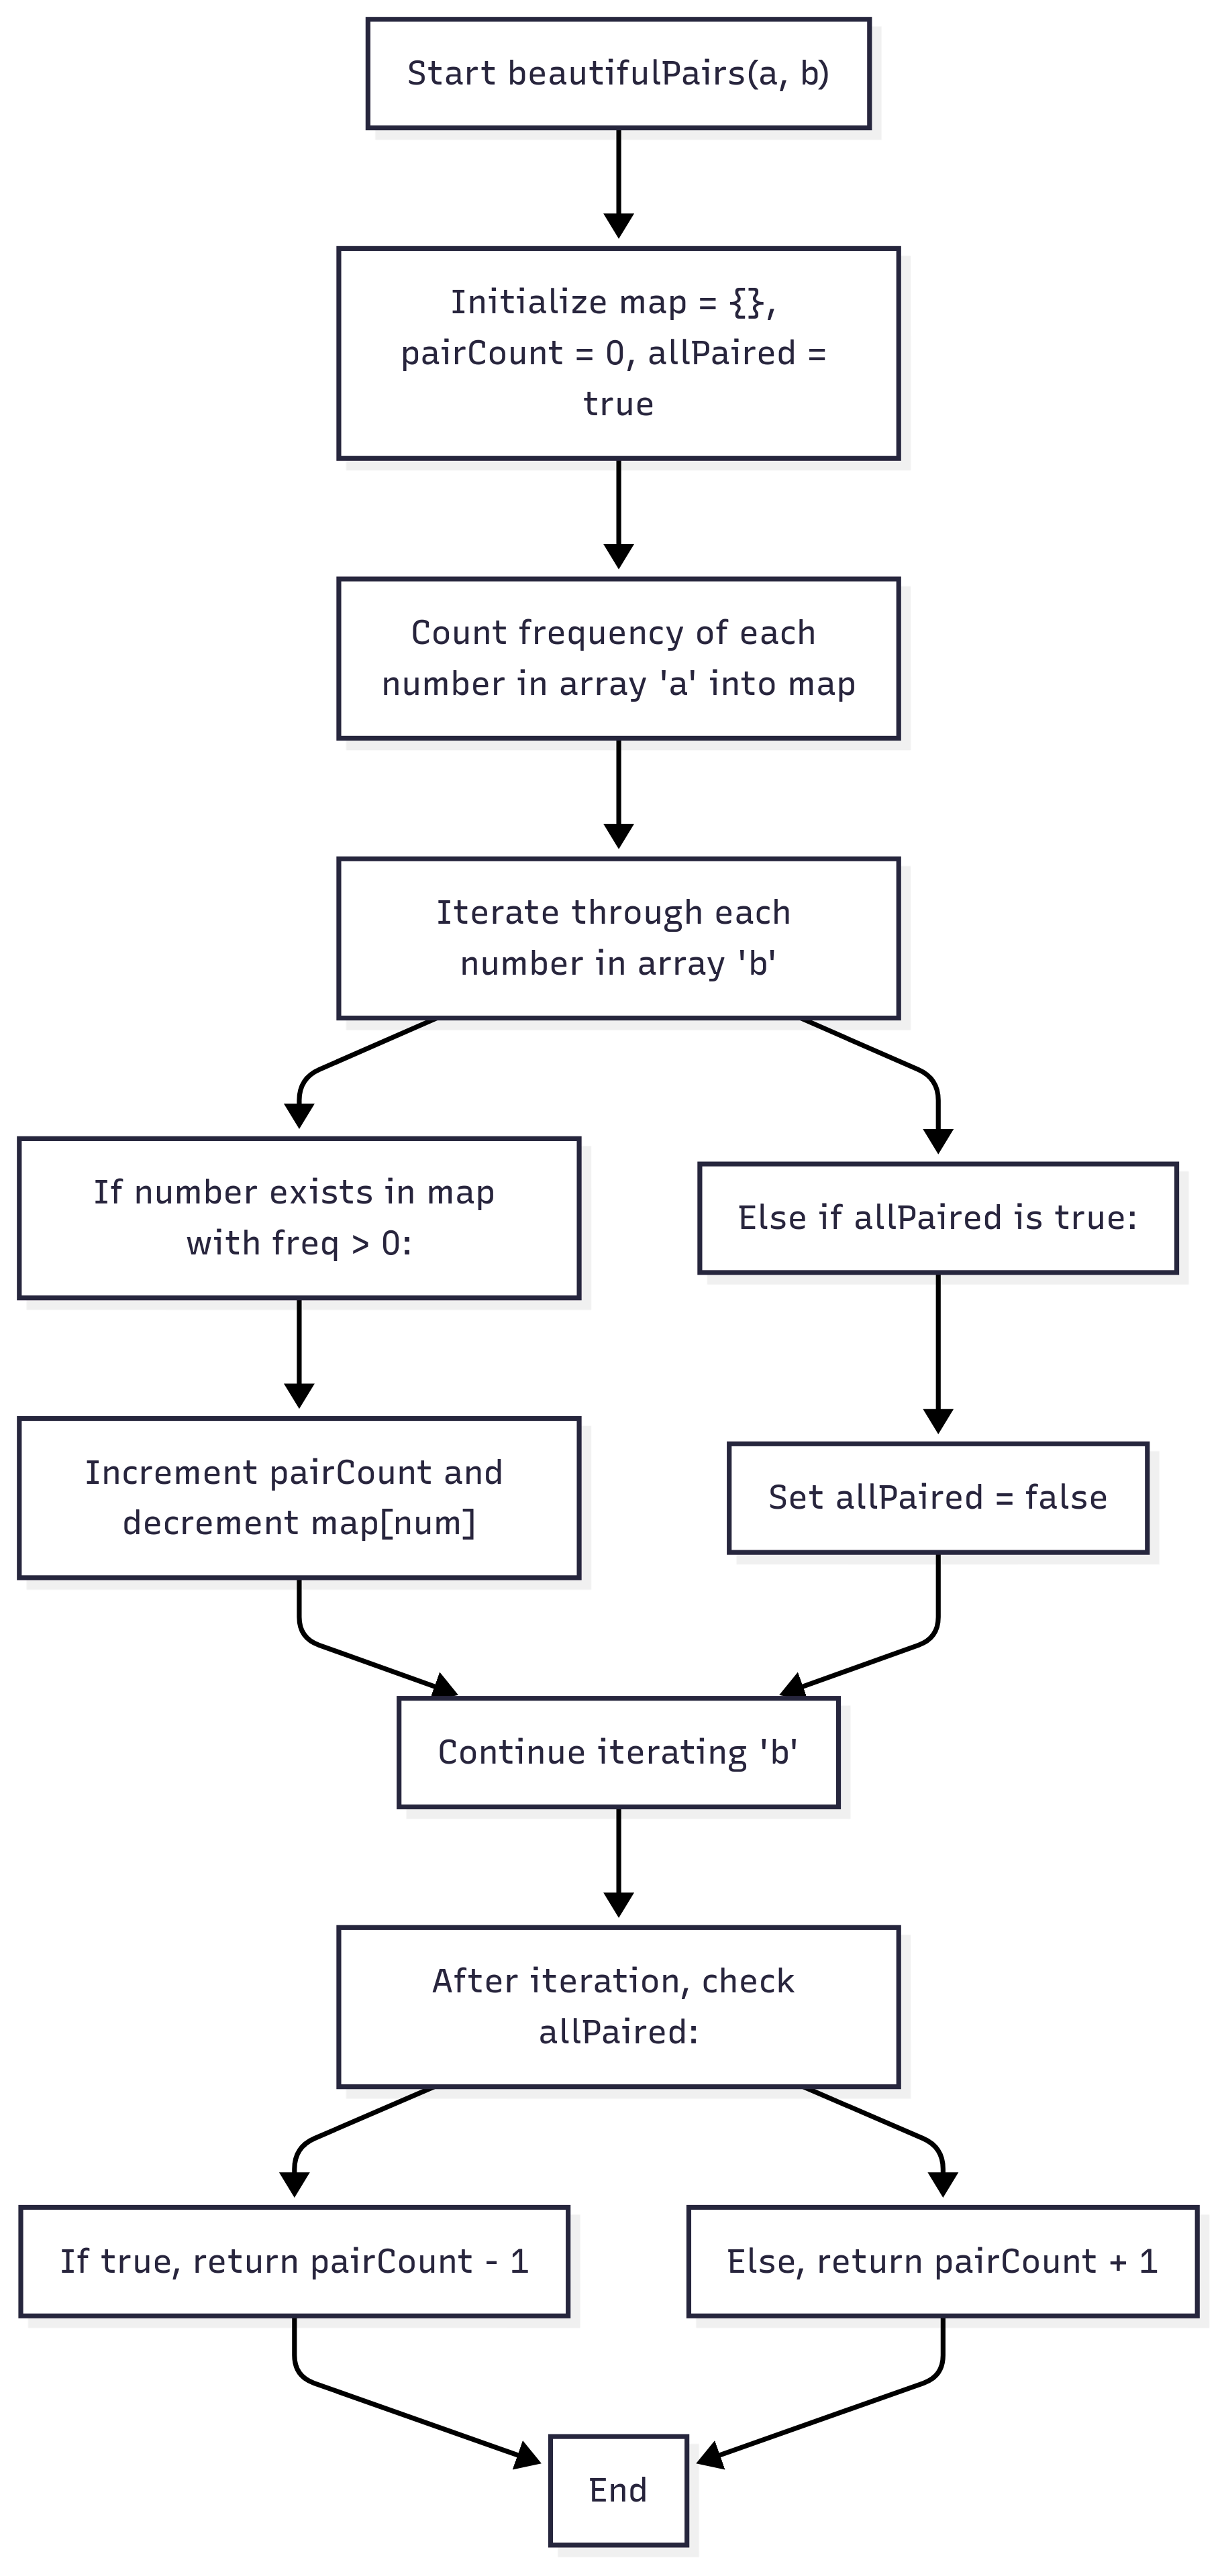 Start beautifulPairs(a, b)
Initialize map = {},
pairCount = 0, allPaired =
true
Count frequency of each
number in array 'a' into map
Iterate through each
number in array 'b'
If number exists in map
with freq > 0:
Else if allPaired is true:
Increment pairCount and
decrement map[num]
Set allPaired = false
Continue iterating 'b'
After iteration, check
allPaired:
If true, return pairCount - 1
Else, return pairCount + 1
End